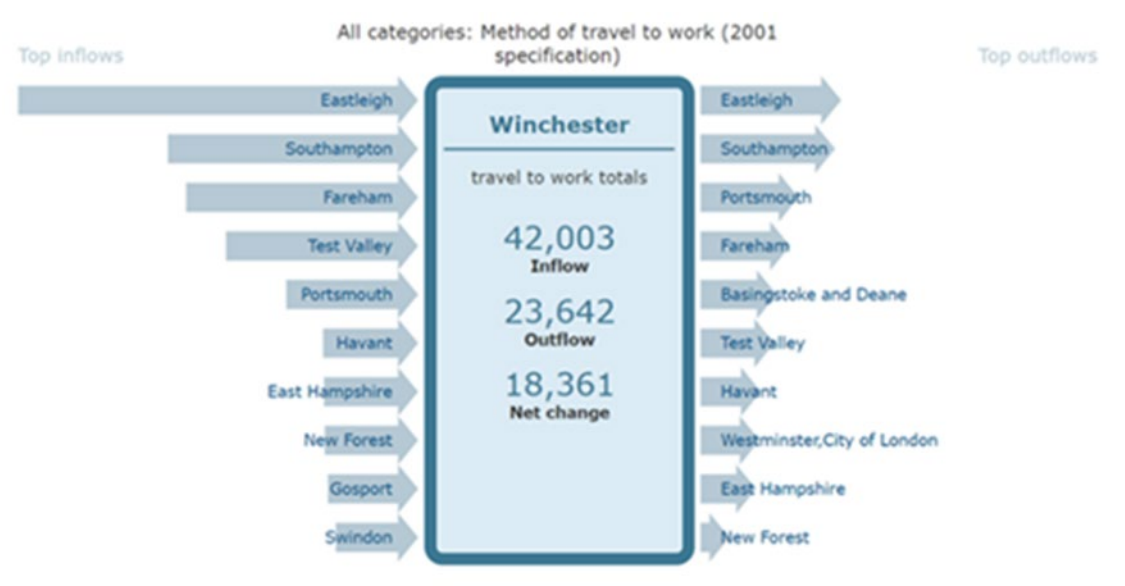 All categories: Method of travel to work (2001
specification)
Top inflows
Top outflows
Eastleigh
Southampton
Fareham
Test Valley
Portsmouth
Havant
East Hampshire
New Forest
Gosport
Swindon
Winchester
travel to work totals
42,003
Inflow
23,642
Outflow
18,361
Net change
Eastleigh
Southampton
Portsmouth
Fareham
Basingstoke and Deane
Test Valley
Havant
Westminster,City of London
East Hampshire
New Forest